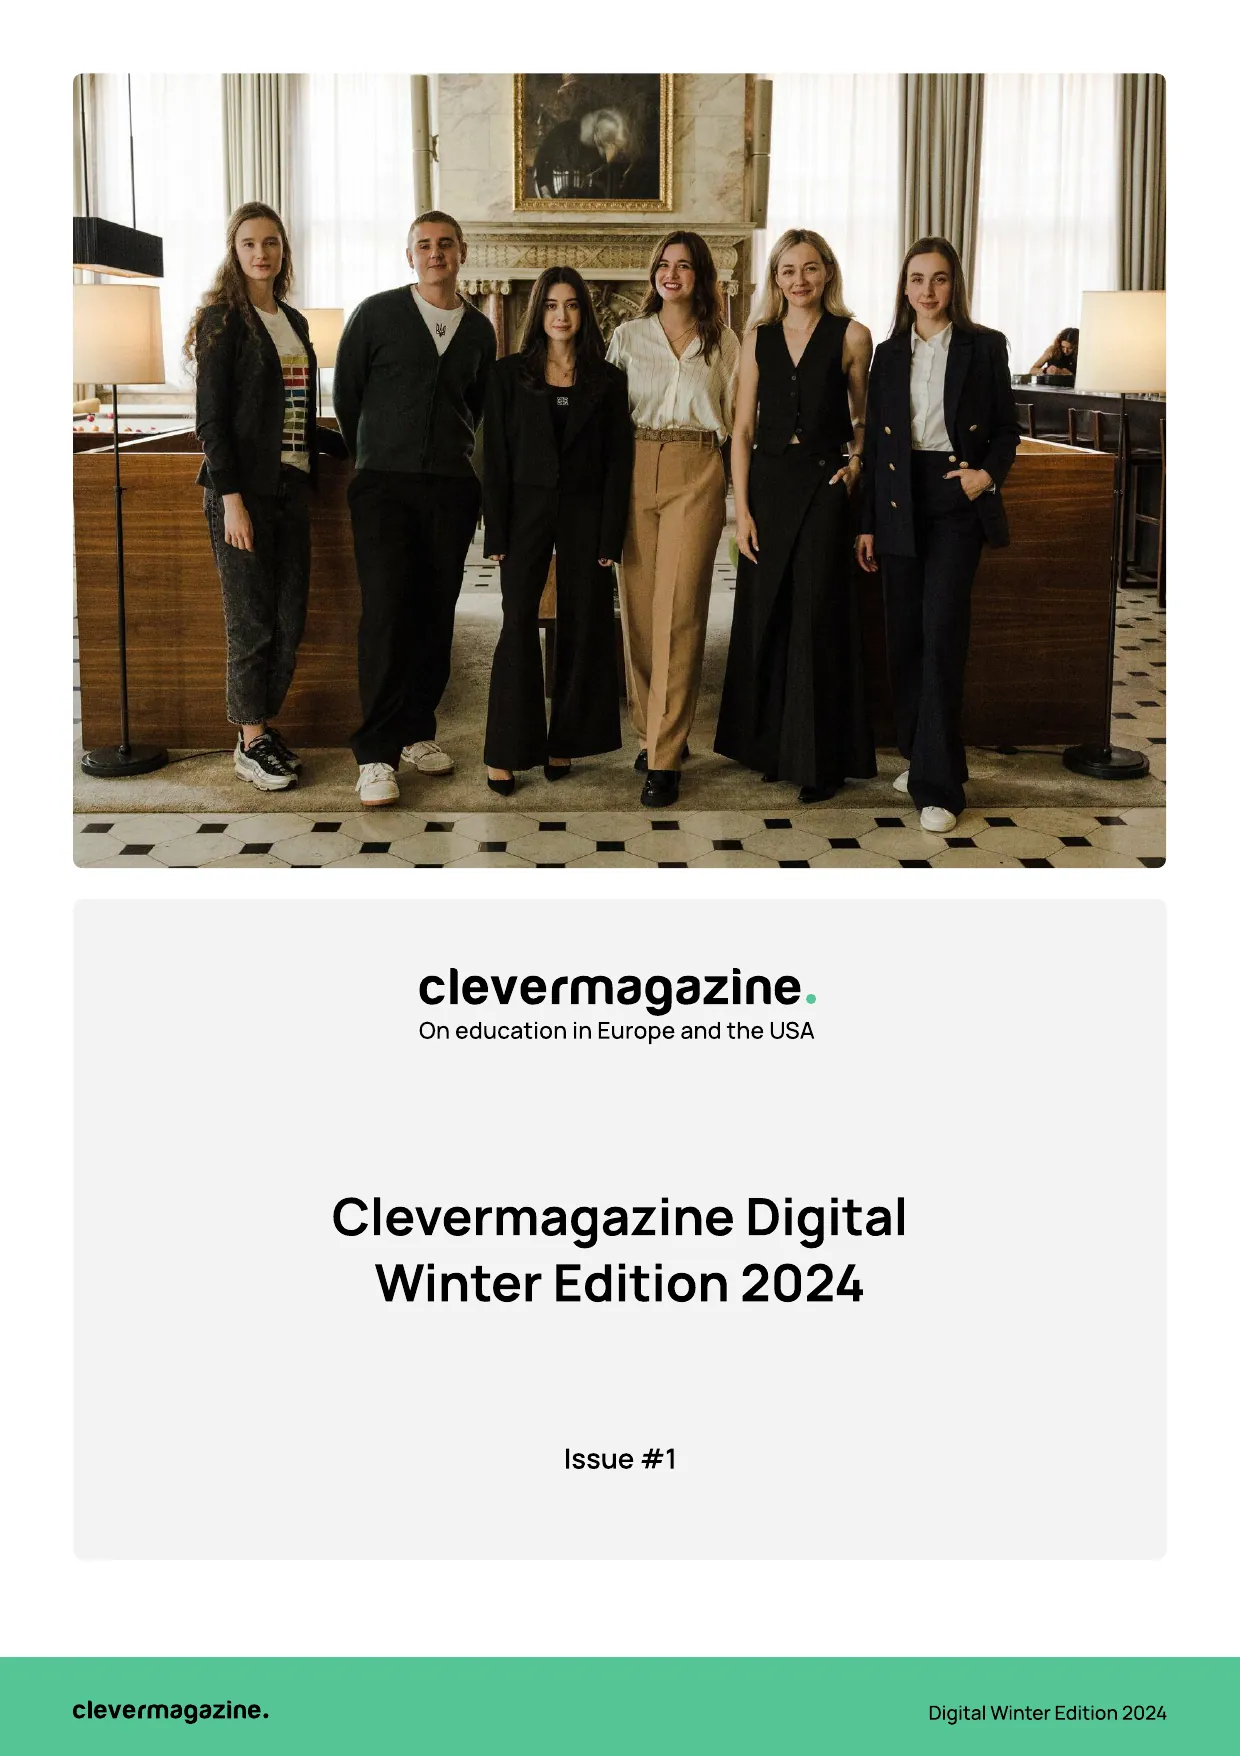 clevermagazine.
On education in Europe and the USA
Clevermagazine Digital
Winter Edition 2024
Issue #1
clevermagazine.
Digital Winter Edition 2024